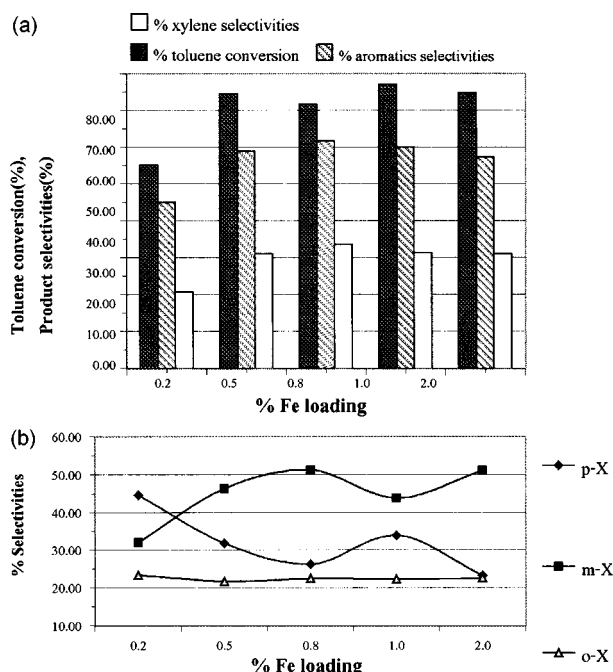 (a)
% xylene selectivities
% toluene conversion
% aromatics selectivities
Toluene conversion(%),
Product selectivities(%)
80.00
70.00
60.00
50.00
40.00
30.00
20.00
10.00
0.00
0.2
0.5
0.8
1.0
2.0
% Fe loading
(b)
% Selectivities
60.00
50.00
40.00
30.00
20.00
10.00
0.2
0.5
0.8
1.0
2.0
% Fe loading
p-X
m-X
o-X